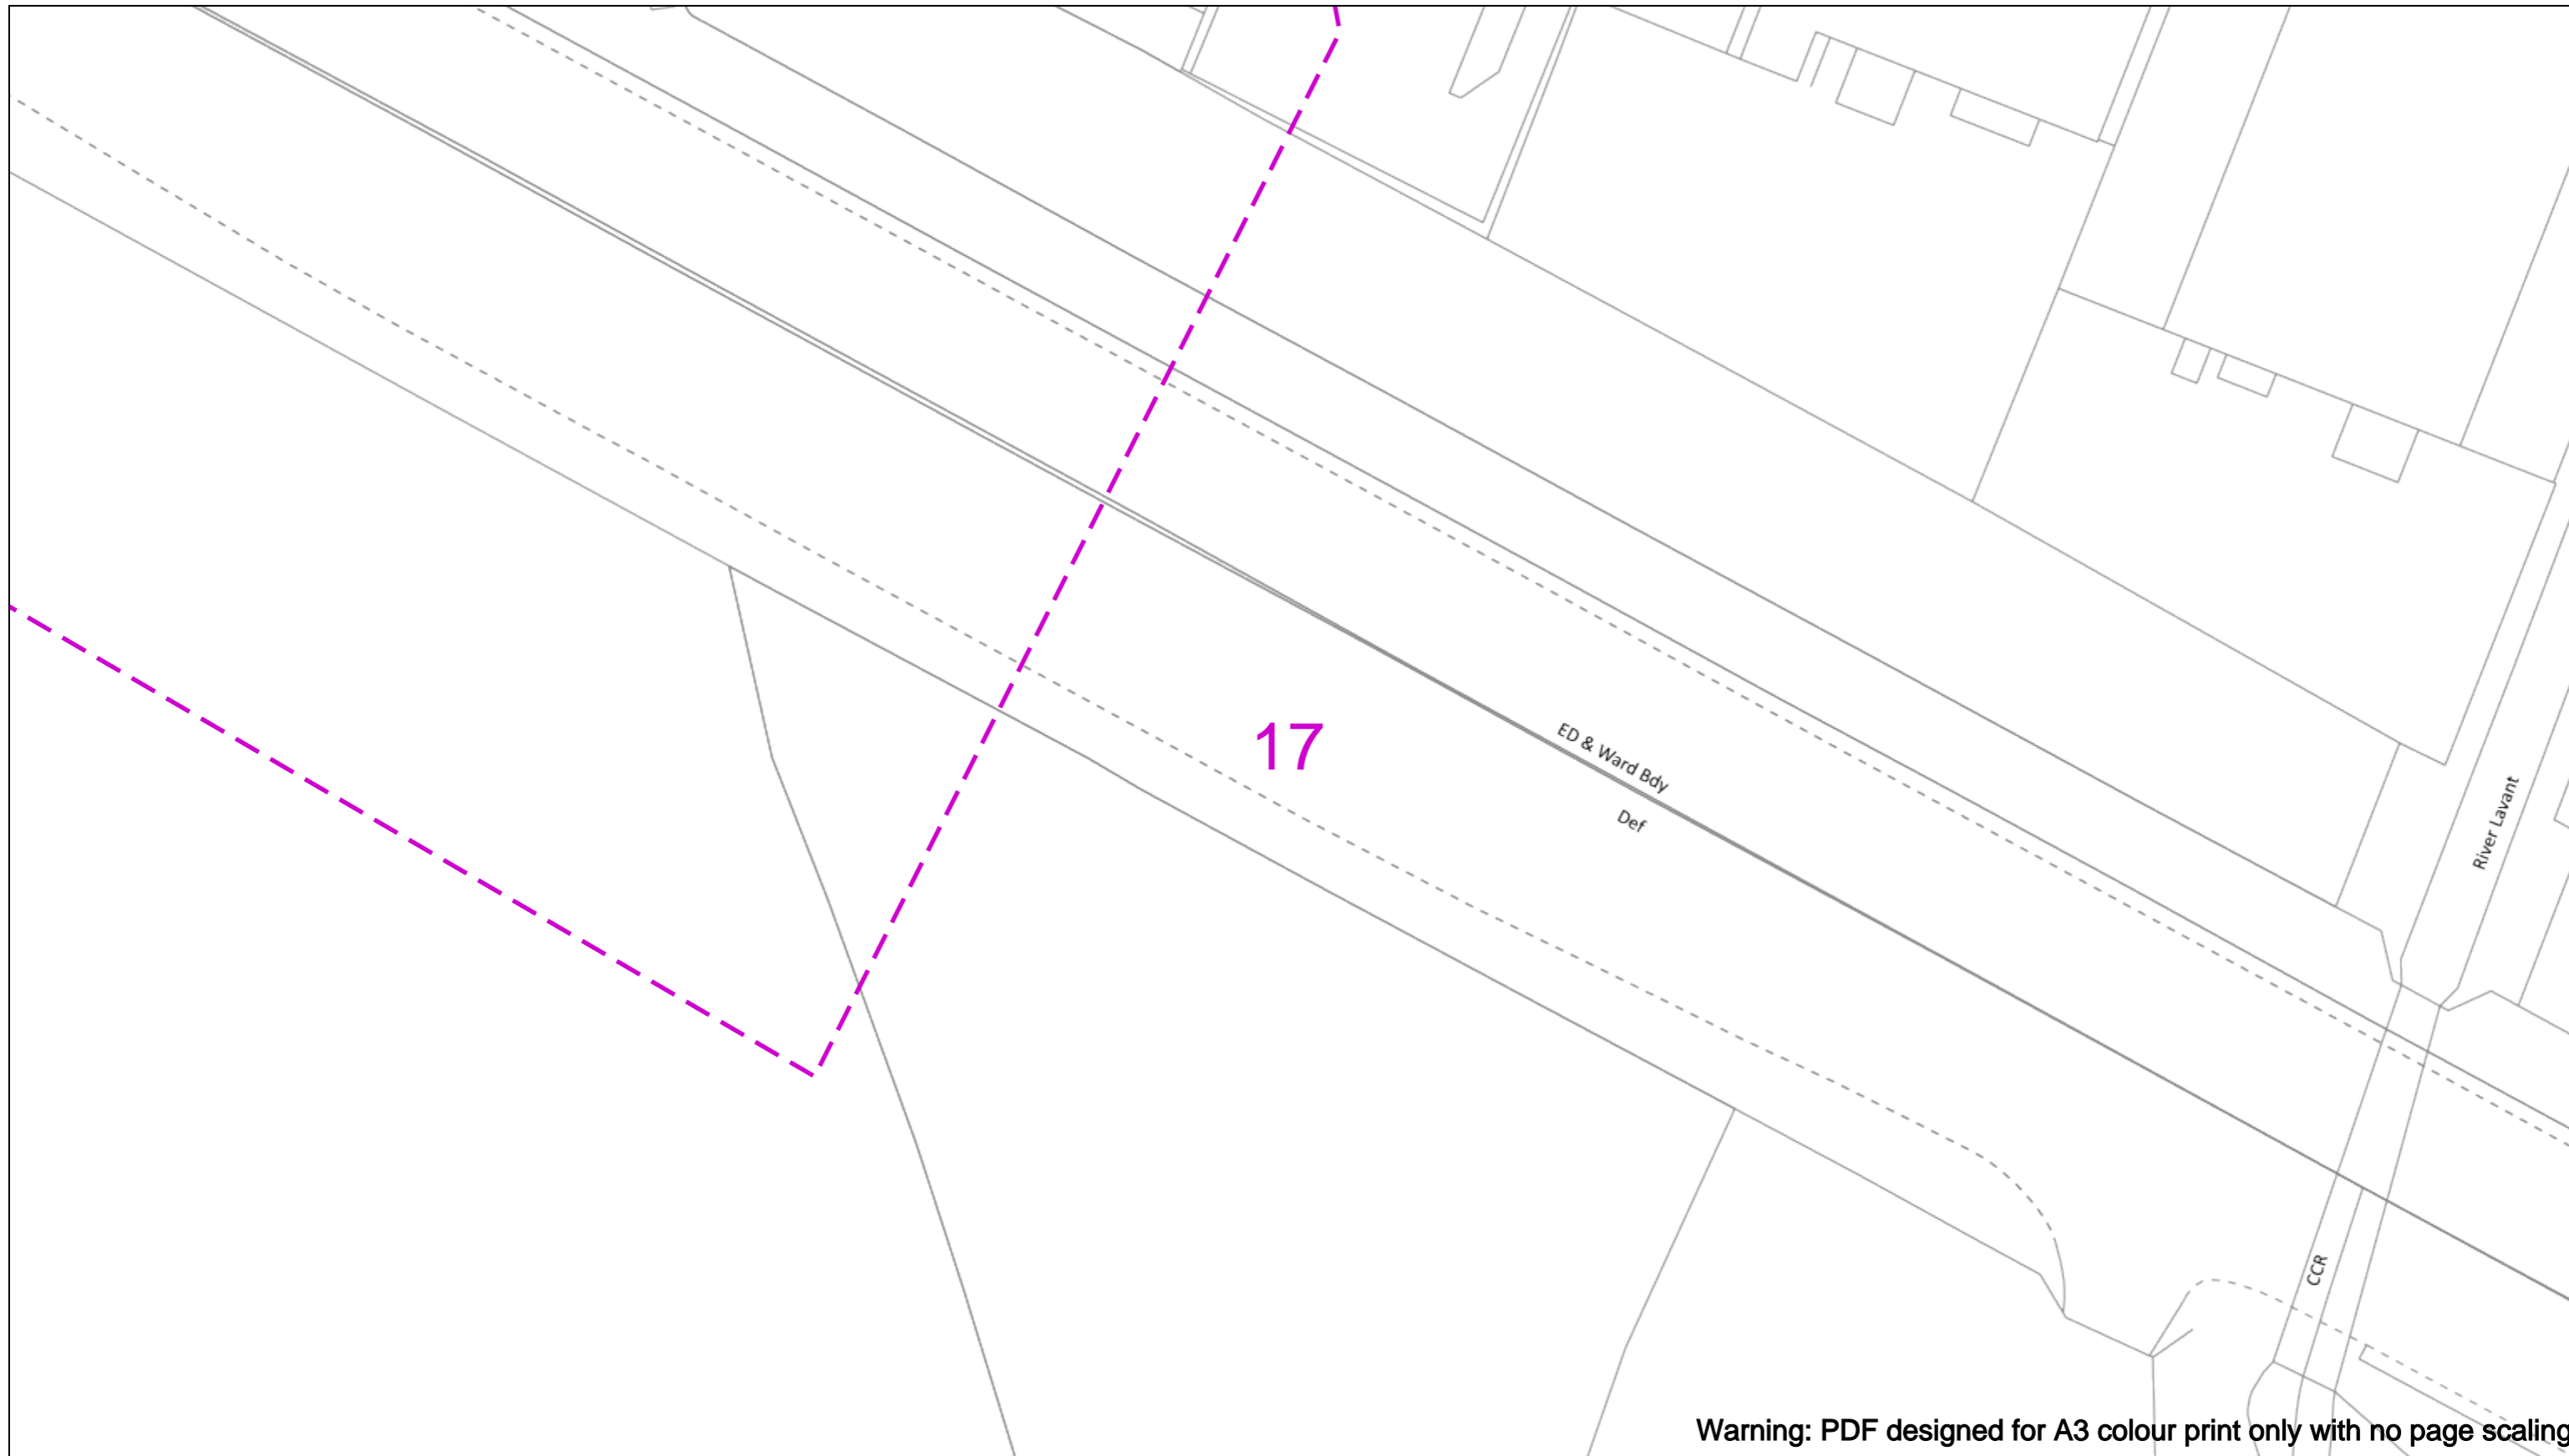 17
ED & Ward Bdy
Def
River Lavant
CCR
Warning: PDF designed for A3 colour print only with no page scaling